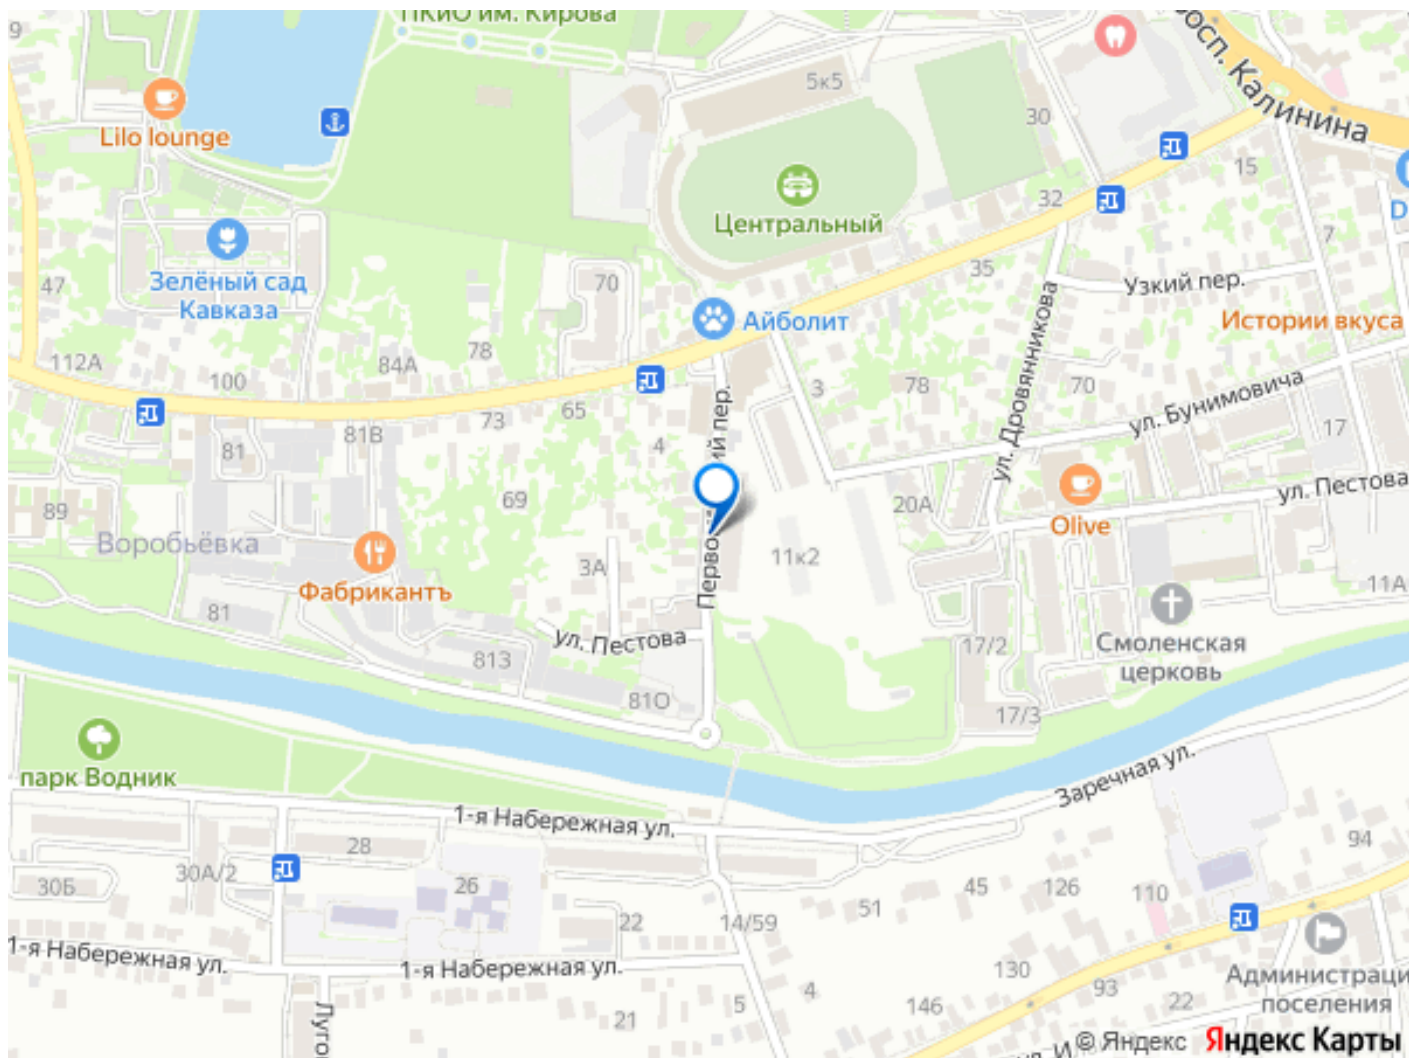 ПКиО им. Кирова
9
5к5
просп. Калинина
Lilo lounge
30
15
32
Центральный
D
7
47
Зелёный сад
Кавказа
70
35
Узкий пер.
Айболит
Истории вкуса
112А
100
84А
78
3
78
70
ул. Дровянникова
ул. Бунимовича
81
81В
73
65
4
17
89
69
20А
ул. Пестова
Olive
Воробьёвка
3А
11к2
Фабрикантъ
11А
81
ул. Пестова
Смоленская
церковь
813
17/2
81О
17/3
парк Водник
Заречная ул.
1-я Набережная ул.
28
94
30Б
30А/2
26
45
126
110
51
22
14/59
1-я Набережная ул.
1-я Набережная ул.
130
Администраци
поселения
93
22
4
5
146
21
© Яндекс Яндекс Карты